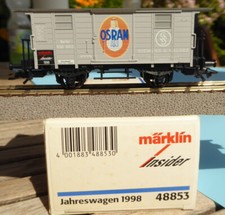 OSRAM
4 001883 488530
märklin
Insider
Jahreswagen 1998
48853